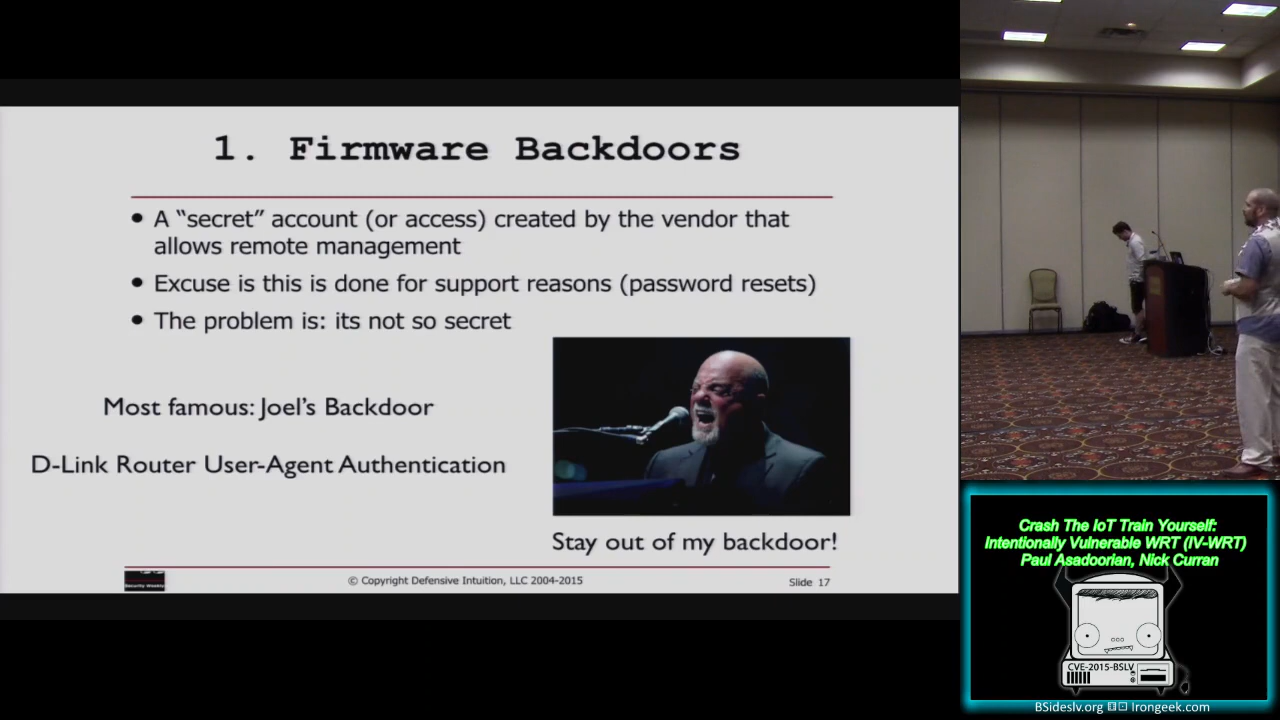 1. Firmware Backdoors
• A “secret” account (or access) created by the vendor that
allows remote management
• Excuse is this is done for support reasons (password resets)
• The problem is: its not so secret
Most famous: Joel's Backdoor
D-Link Router User-Agent Authentication
Stay out of my backdoor!
Security Weekly
© Copyright Defensive Intuition, LLC 2004-2015
Slide 17
Crash The IoT Train Yourself:
Intentionally Vulnerable WRT (IV-WRT)
Paul Asadoorian, Nick Curran
CVE-2015-BSLV
BSideslv.org
Irongeek.com